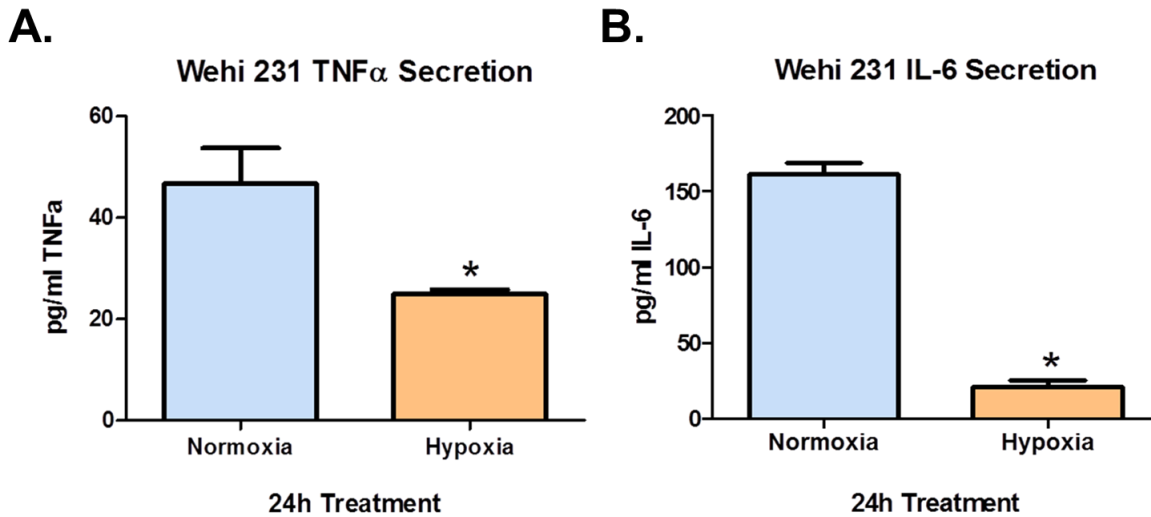 A.
Wehi 231 TNFα Secretion
pg/ml TNFa
60
40
20
0
*
Normoxia
Hypoxia
24h Treatment
B.
Wehi 231 IL-6 Secretion
pg/ml IL-6
200
150
100
50
0
*
Normoxia
Hypoxia
24h Treatment